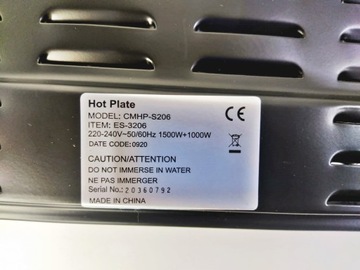 Hot Plate
MODEL: CMHP-S206
ITEM: ES-3206
220-240V~50/60Hz 1500W+1000W
DATE CODE:0920
CAUTION/ATTENTION
DO NOT IMMERSE IN WATER
NE PAS IMMERGER
Serial No.: 20360792
MADE IN CHINA
CE